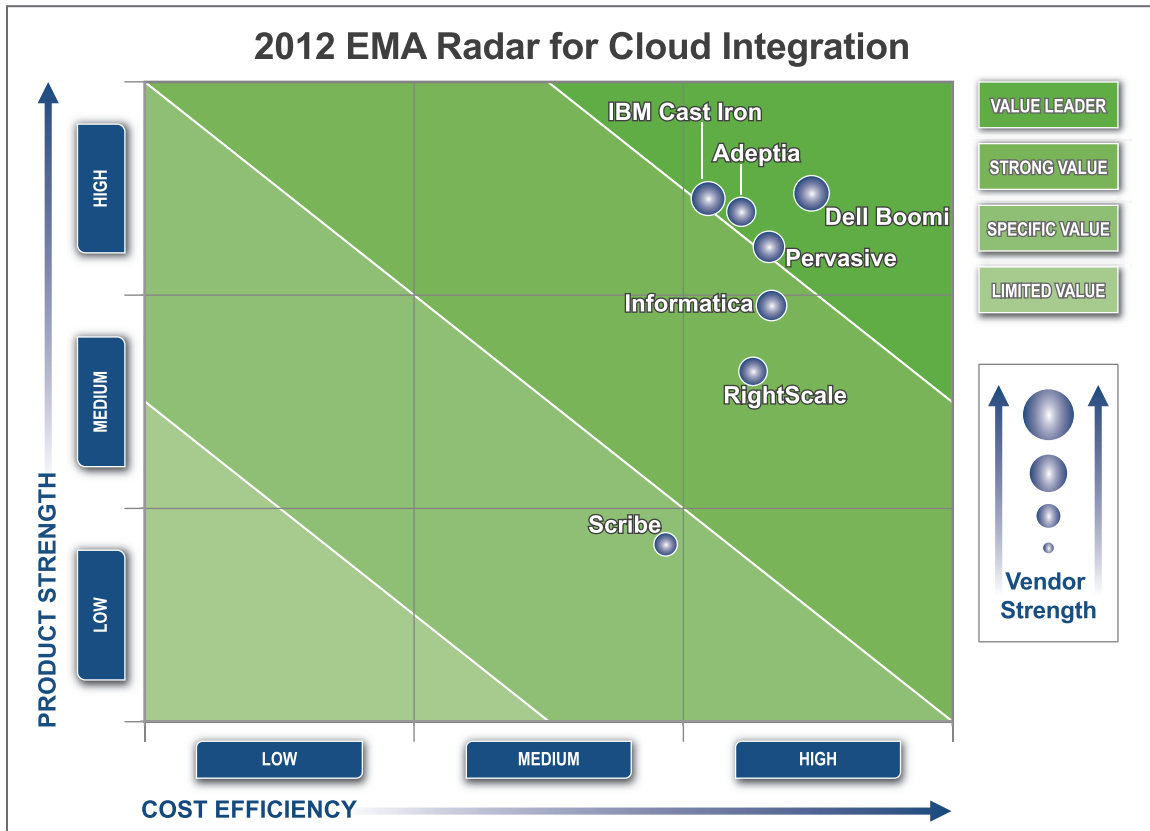 2012 EMA Radar for Cloud Integration
PRODUCT STRENGTH
HIGH
MEDIUM
LOW
IBM Cast Iron
Adeptia
Dell Boomi
Pervasive
Informatica
RightScale
Scribe
VALUE LEADER
STRONG VALUE
SPECIFIC VALUE
LIMITED VALUE
Vendor
Strength
LOW
MEDIUM
HIGH
COST EFFICIENCY